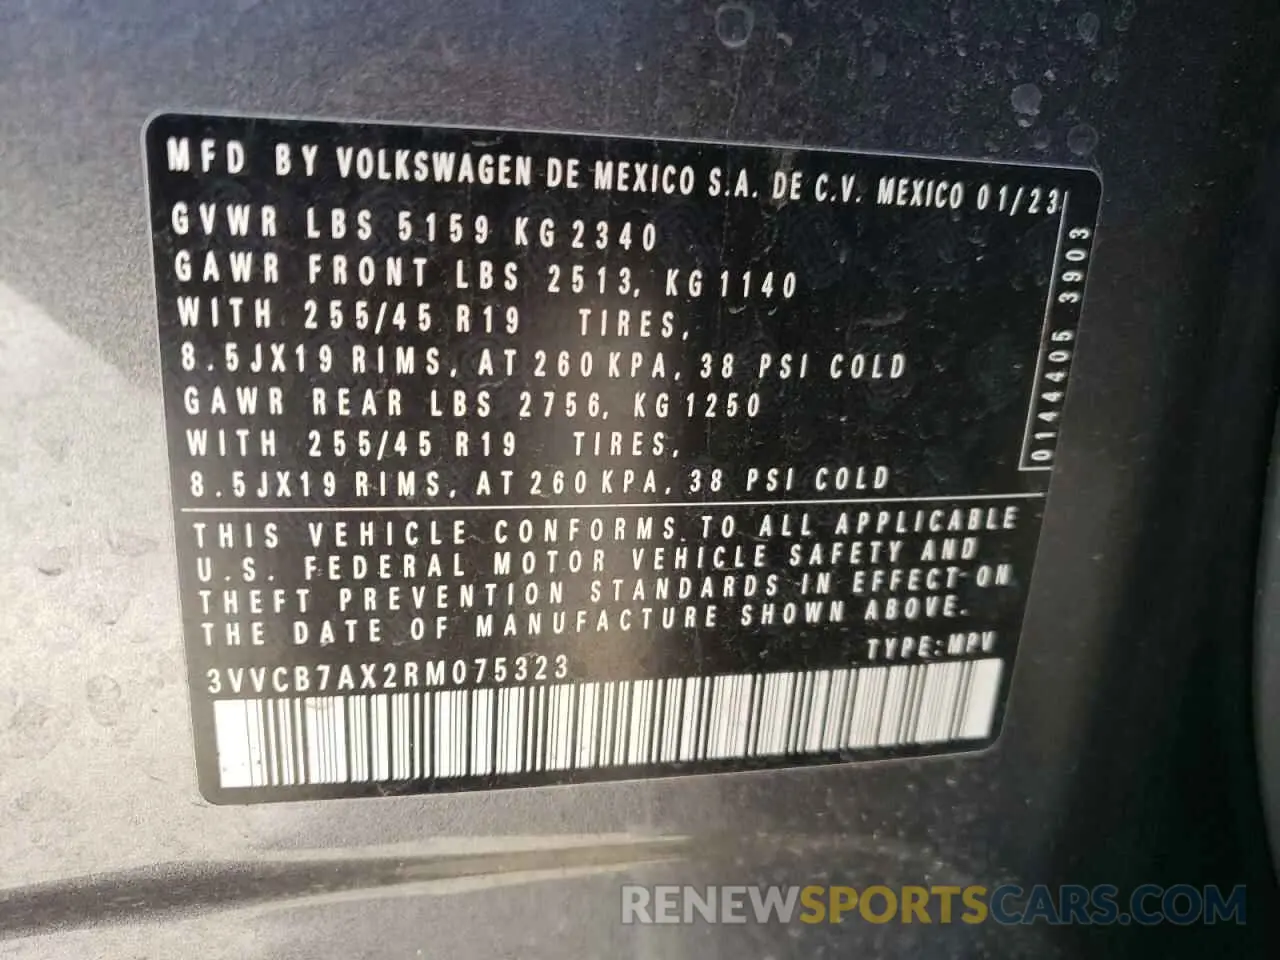 MFD BY VOLKSWAGEN DE MEXICO S.A. DE C.V. MEXICO 01/23
GVWR LBS 5159 KG 2340
GAWR FRONT LBS 2513, KG 1140
WITH 255/45 R19 TIRES,
8.5JX19 RIMS, AT 260 KPA, 38 PSI COLD
GAWR REAR LBS 2756, KG 1250
WITH 255/45 R19 TIRES,
8.5JX19 RIMS, AT 260 KPA, 38 PSI COLD
0144405 3903
THIS VEHICLE CONFORMS TO ALL APPLICABLE
U.S. FEDERAL MOTOR VEHICLE SAFETY AND
THEFT PREVENTION STANDARDS IN EFFECT ON
THE DATE OF MANUFACTURE SHOWN ABOVE.
3VVCB7AX2RM075323 TYPE: MPV
RENEWSPORTSCARS.COM